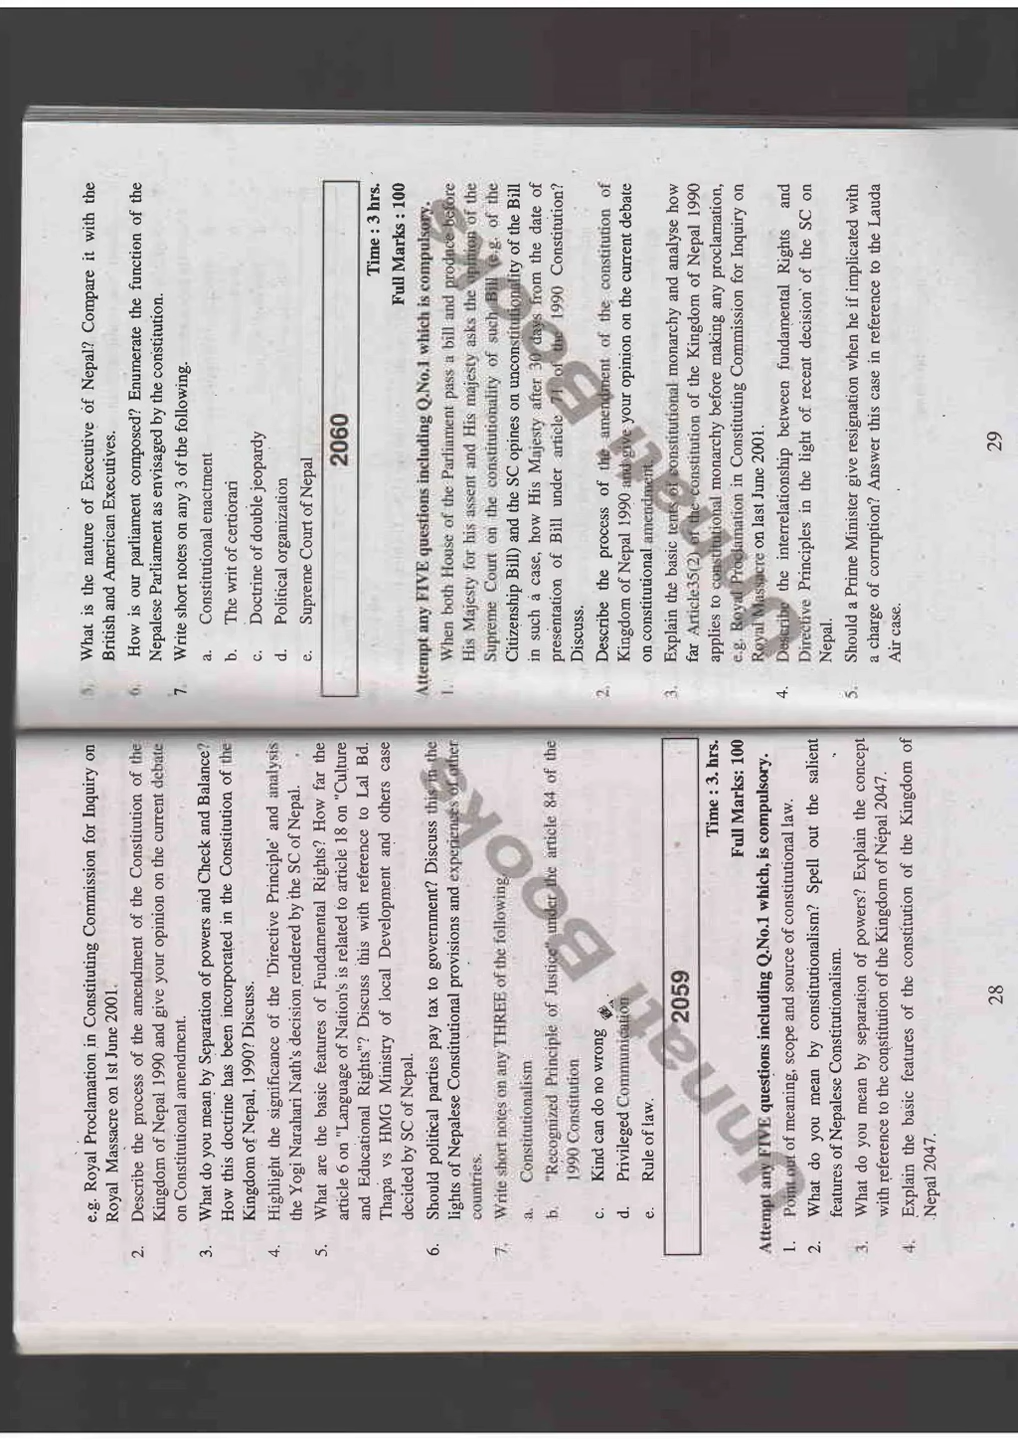 e.g. Royal Proclamation in Constituting Commission for Inquiry on
Royal Massacre on 1st June 2001.
2. Describe the process of the amendment of the Constitution of the
Kingdom of Nepal 1990 and give your opinion on the current debate
on Constitutional amendment.
3. What do you mean by Separation of powers and Check and Balance?
How this doctrine has been incorporated in the Constitution of the
Kingdom of Nepal, 1990? Discuss.
4. Highlight the significance of the 'Directive Principle' and analysis
the Yogi Narahari Nath's decision rendered by the SC of Nepal.
5. What are the basic features of Fundamental Rights? How far the
article 6 on "Language of Nation's is related to article 18 on "Culture
and Educational Rights"? Discuss this with reference to Lal Bd.
Thapa vs HMG Ministry of local Development and others case
decided by SC of Nepal.
6. Should political parties pay tax to government? Discuss this in the
lights of Nepalese Constitutional provisions and experiences of other
countries.
7. Write short notes on any THREE of the following.
a. Constitutionalism
b. "Recognized Principle of Justice" under the article 84 of the
1990 Constitution
c. Kind can do no wrong
d. Privileged Communication
e. Rule of law.
2059
Time : 3. hrs.
Full Marks: 100
Attempt any FIVE questions including Q.No.1 which, is compulsory.
1. Point out of meaning, scope and source of constitutional law.
2. What do you mean by constitutionalism? Spell out the salient
features of Nepalese Constitutionalism.
3. What do you mean by separation of powers? Explain the concept
with reference to the constitution of the Kingdom of Nepal 2047.
4. Explain the basic features of the constitution of the Kingdom of
Nepal 2047.
28
Unnati Books
5. What is the nature of Executive of Nepal? Compare it with the
British and American Executives.
6. How is our parliament composed? Enumerate the function of the
Nepalese Parliament as envisaged by the constitution.
7. Write short notes on any 3 of the following.
a. Constitutional enactment
b. The writ of certiorari
c. Doctrine of double jeopardy
d. Political organization
e. Supreme Court of Nepal
2060
Time : 3 hrs.
Full Marks : 100
Attempt any FIVE questions including Q.No.1 which is compulsory.
1. When both House of the Parliament pass a bill and produce before
His Majesty for his assent and His majesty asks the opinion of the
Supreme Court on the constitutionality of such Bill (e.g. of the
Citizenship Bill) and the SC opines on unconstitutionality of the Bill
in such a case, how His Majesty after 30 days from the date of
presentation of Bill under article 71 of the 1990 Constitution?
Discuss.
2. Describe the process of the amendment of the constitution of
Kingdom of Nepal 1990 and give your opinion on the current debate
on constitutional amendment.
3. Explain the basic tents of constitutional monarchy and analyse how
far Article35(2) of the constitution of the Kingdom of Nepal 1990
applies to constitutional monarchy before making any proclamation,
e.g. Royal Proclamation in Constituting Commission for Inquiry on
Royal Massacre on last June 2001.
4. Describe the interrelationship between fundamental Rights and
Directive Principles in the light of recent decision of the SC on
Nepal.
5. Should a Prime Minister give resignation when he if implicated with
a charge of corruption? Answer this case in reference to the Lauda
Air case.
29
Unnati Books